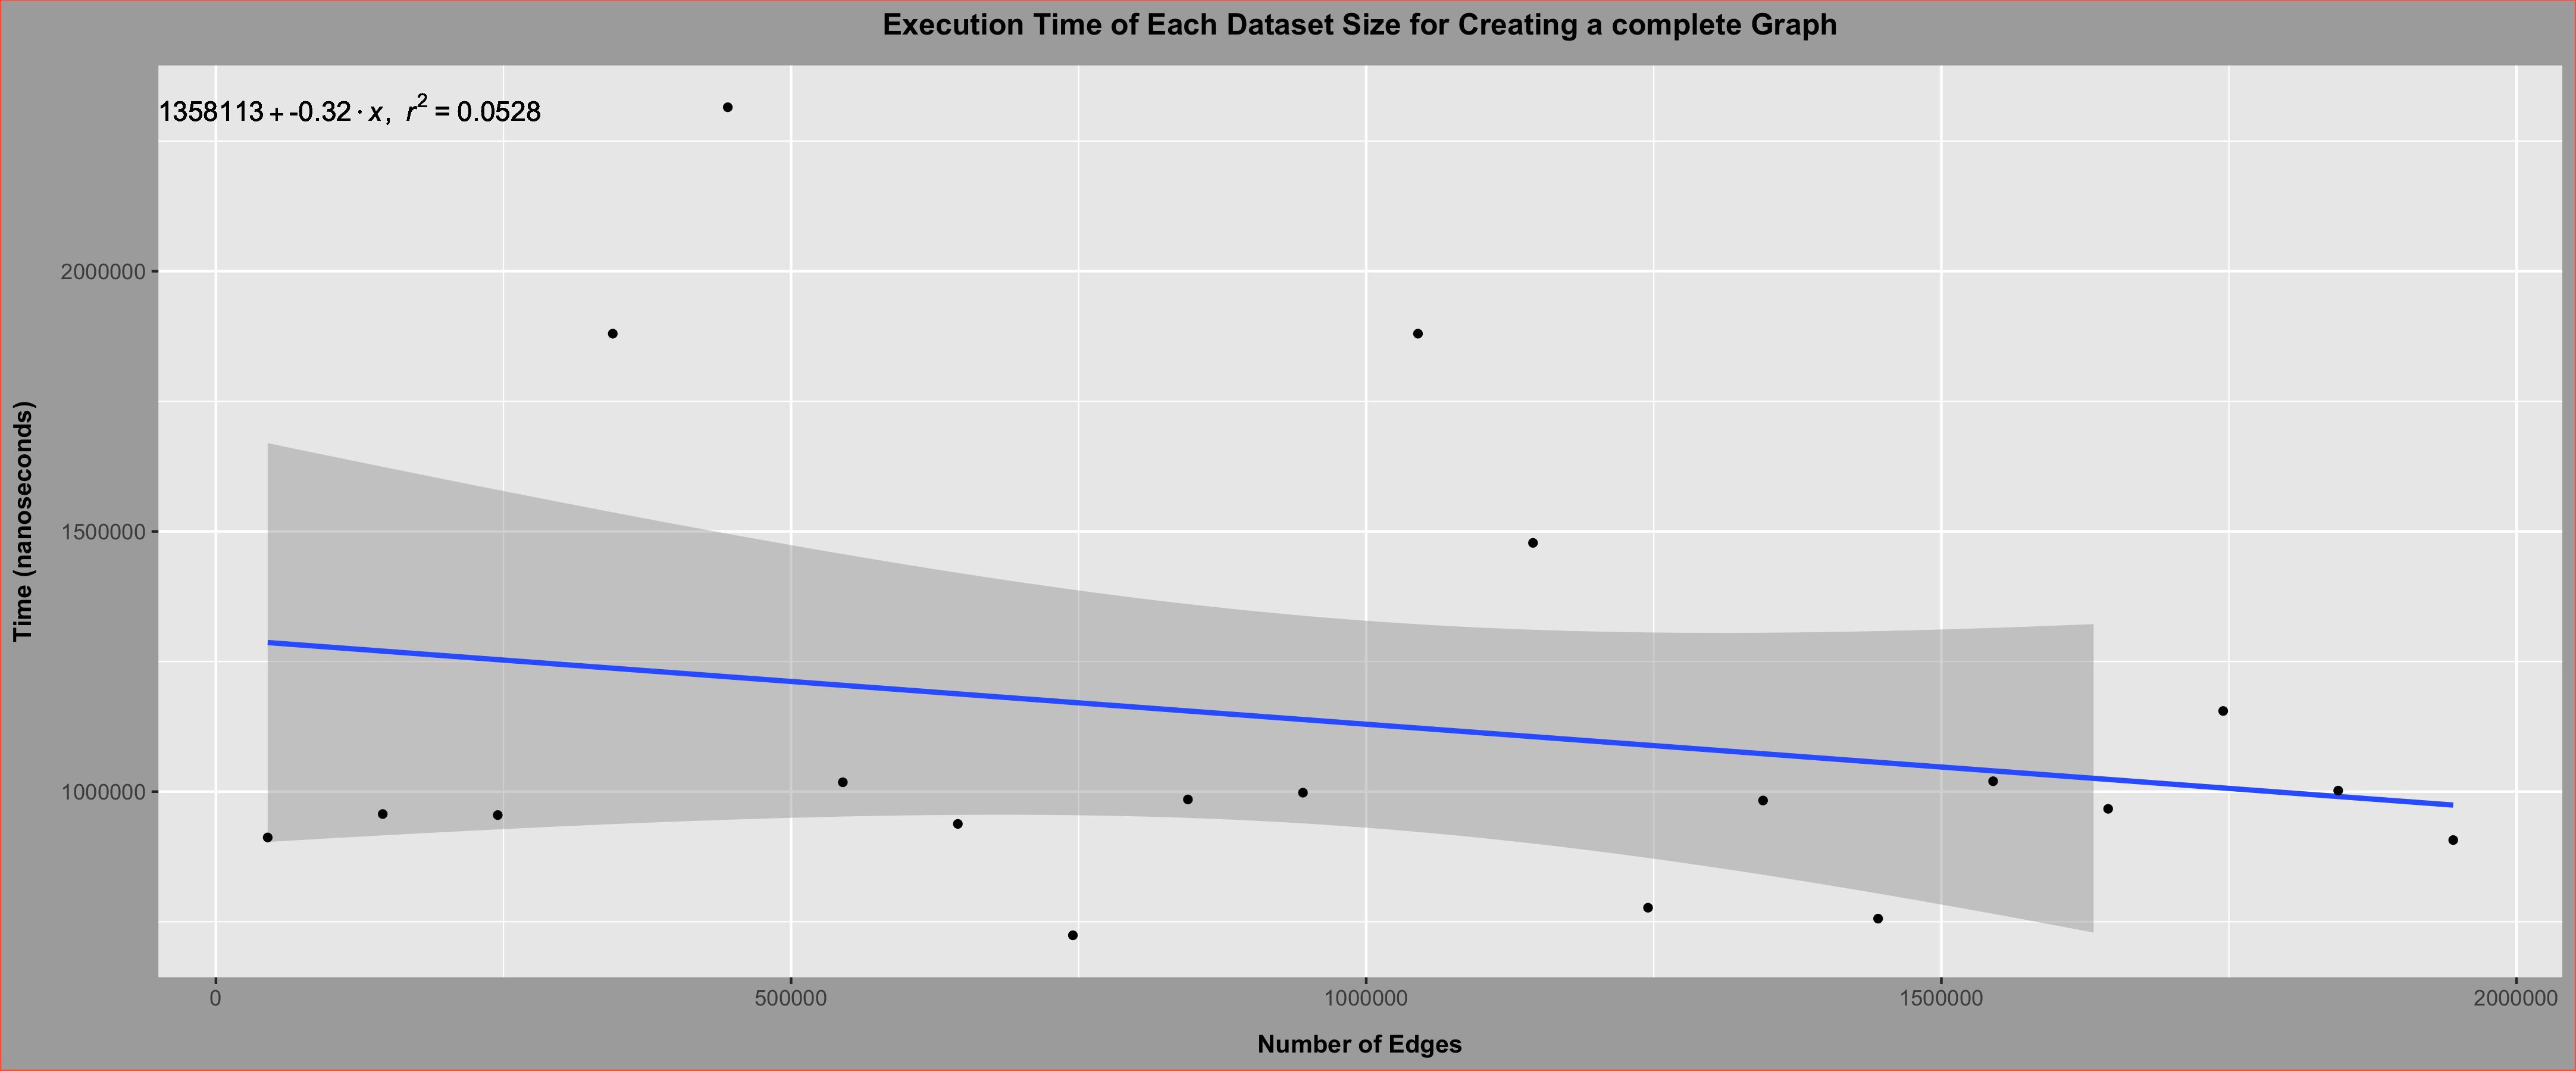 Execution Time of Each Dataset Size for Creating a complete Graph
1358113 + -0.32 · x, r² = 0.0528
2000000
1500000
1000000
Time (nanoseconds)
0 500000 1000000 1500000 2000000
Number of Edges